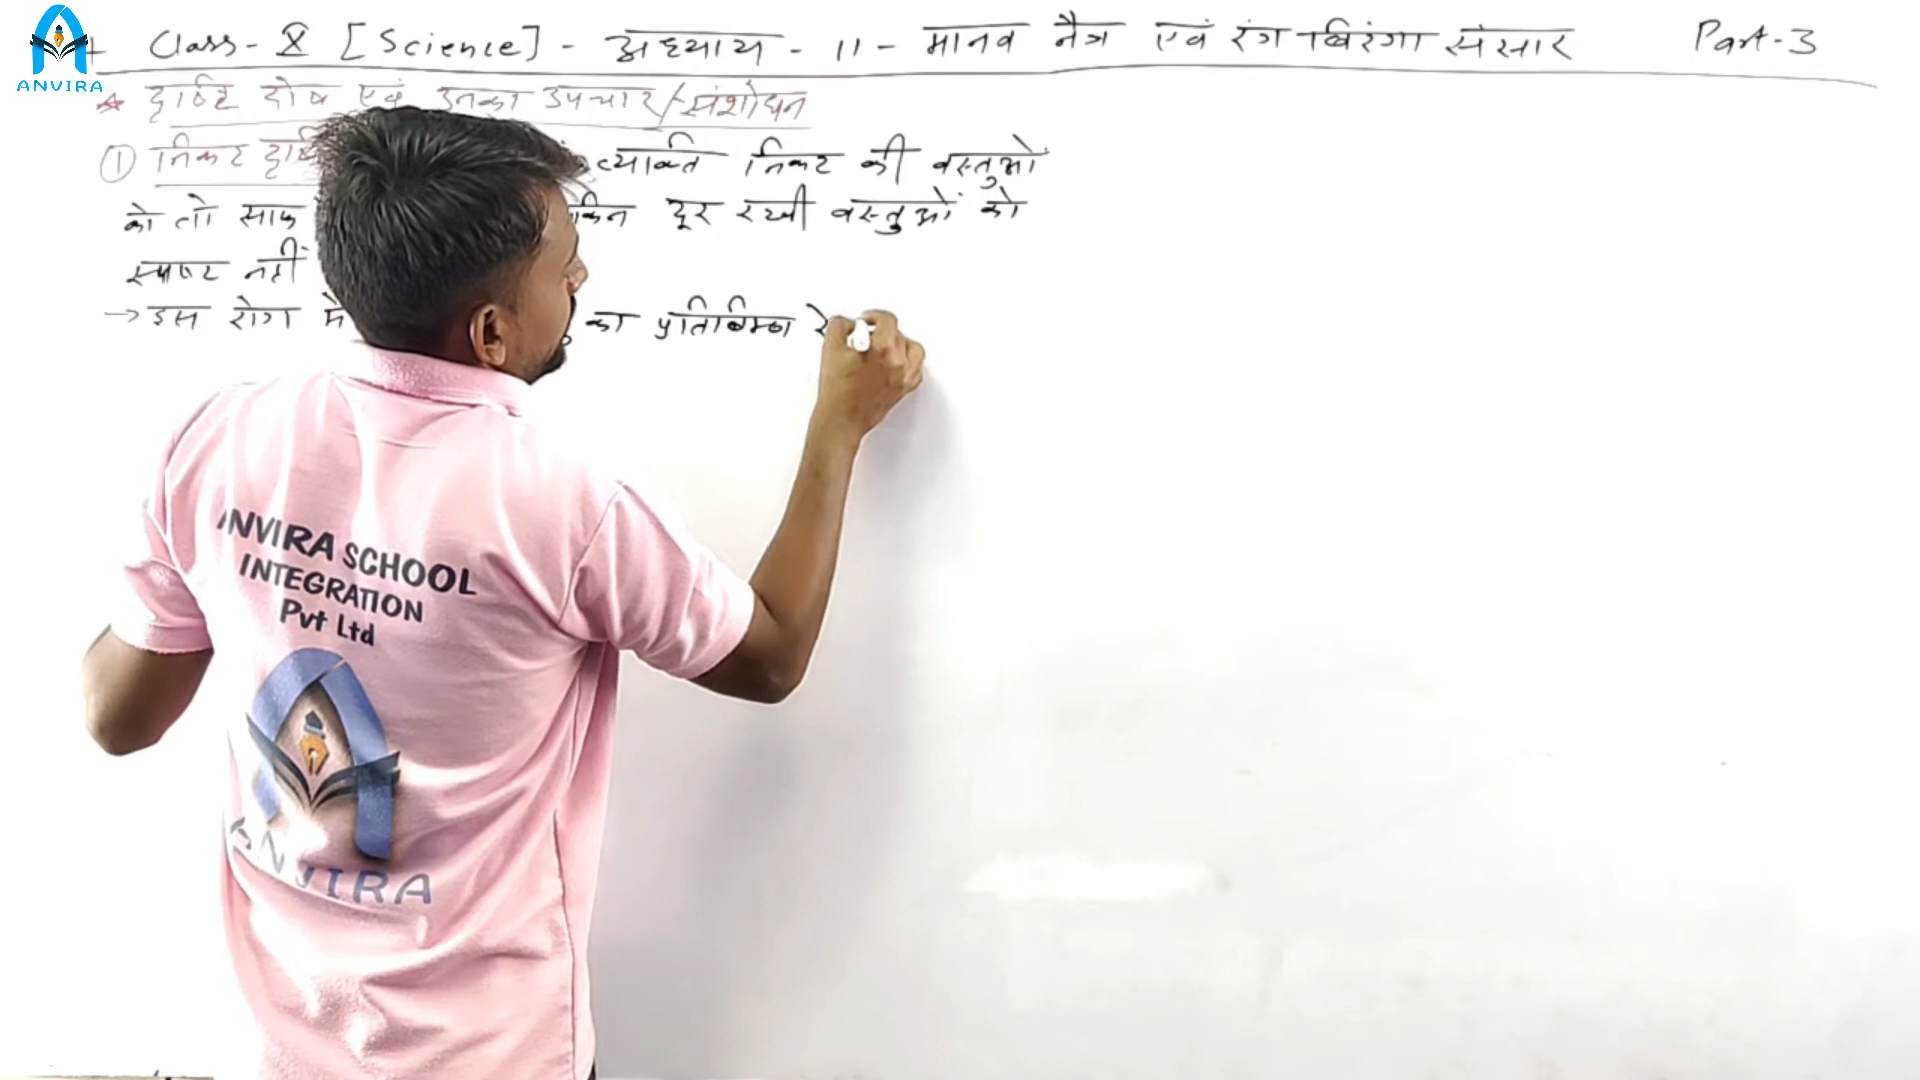 ANVIRA
Class - X [Science] - अध्याय - 11 - मानव नेत्र एवं रंग बिरंगा संसार Part-3
* दृष्टि दोष एवं उनका उपचार/संशोधन
① निकट व्यक्ति निकट की वस्तुओं
को तो साफ दूर रखी वस्तुओं को
स्पष्ट नहीं
→ इस रोग में का प्रतिबिम्ब
ANVIRA SCHOOL
INTEGRATION
Pvt Ltd
ANVIRA